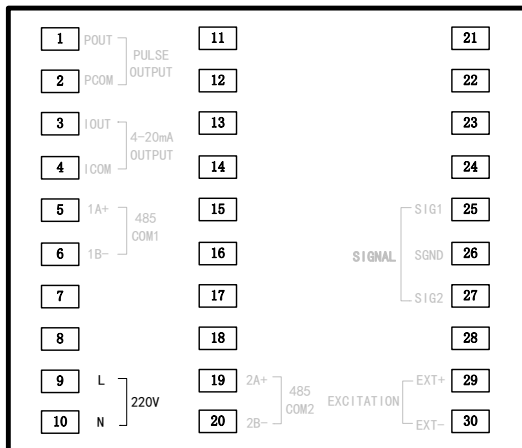 1 POUT 11 21
PULSE
2 PCOM OUTPUT 12 22
3 IOUT 13 23
4-20mA
OUTPUT
4 ICOM 14 24
5 1A+ 15 SIG1 25
485
COM1
6 1B- 16 SIGNAL SGND 26
7 17 SIG2 27
8 18 28
9 L 19 2A+ EXT+ 29
220V 485 EXCITATION
COM2
10 N 20 2B- EXT- 30